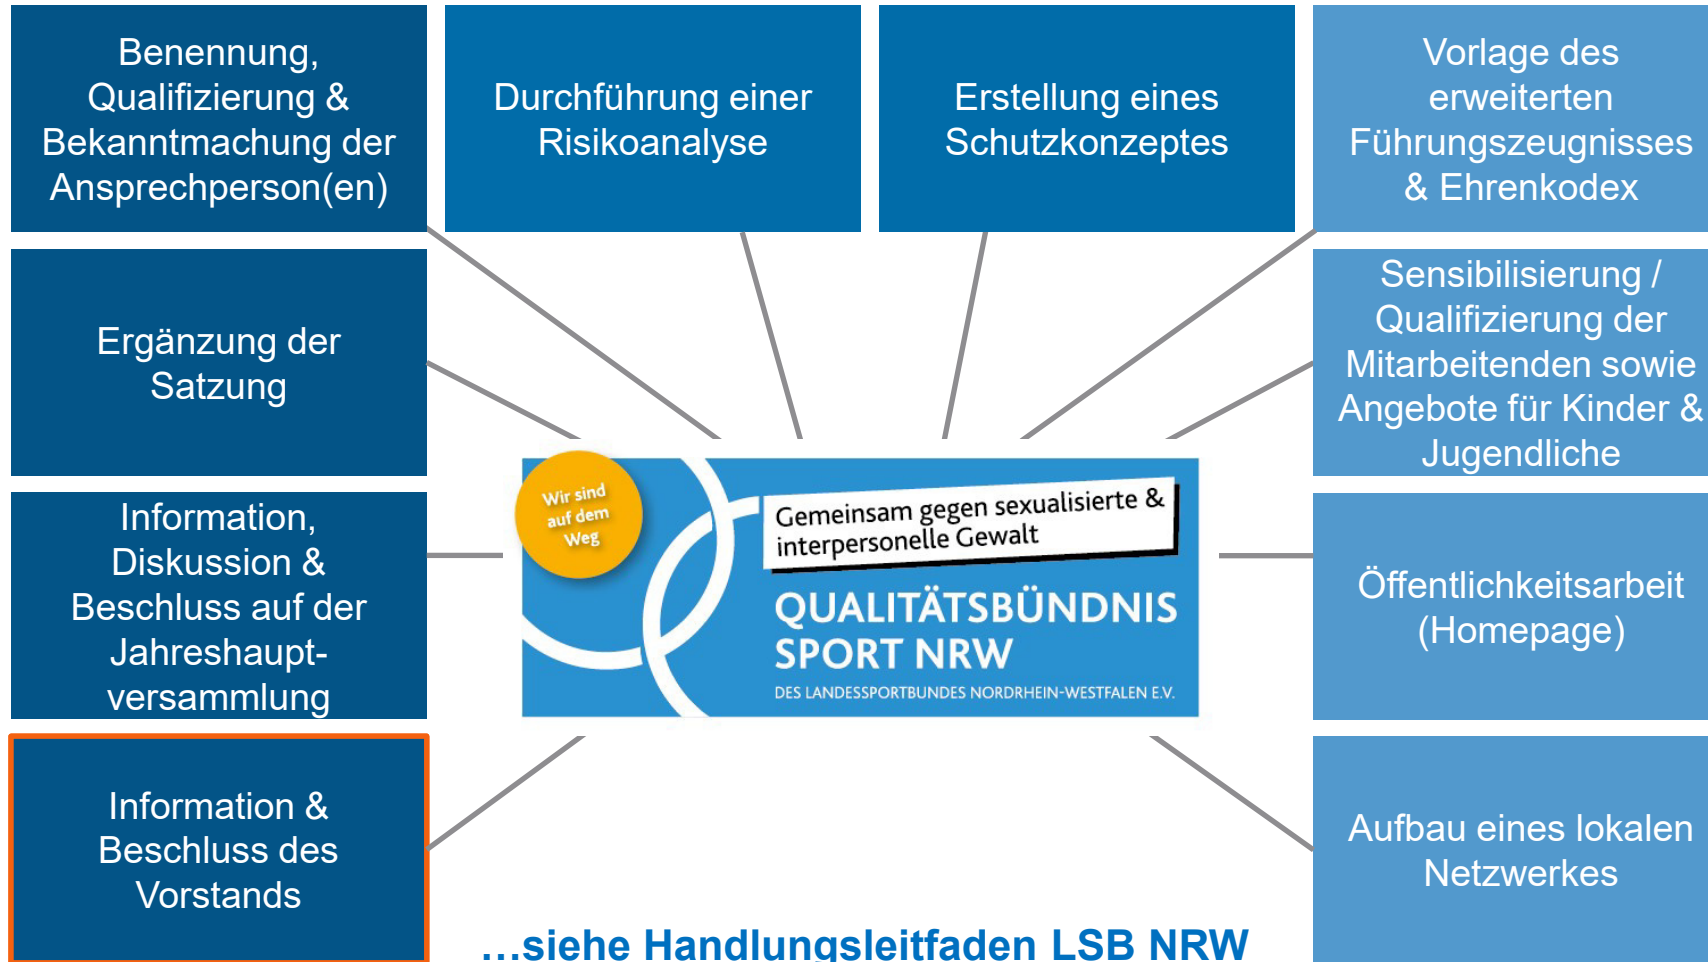 Benennung,
Qualifizierung &
Bekanntmachung der
Ansprechperson(en)
Durchführung einer
Risikoanalyse
Erstellung eines
Schutzkonzeptes
Vorlage des
erweiterten
Führungszeugnisses
& Ehrenkodex
Ergänzung der
Satzung
Sensibilisierung /
Qualifizierung der
Mitarbeitenden sowie
Angebote für Kinder &
Jugendliche
Information,
Diskussion &
Beschluss auf der
Jahreshaupt-
versammlung
Wir sind
auf dem
Weg
Gemeinsam gegen sexualisierte &
interpersonelle Gewalt
QUALITÄTSBÜNDNIS
SPORT NRW
DES LANDESSPORTBUNDES NORDRHEIN-WESTFALEN E.V.
Öffentlichkeitsarbeit
(Homepage)
Information &
Beschluss des
Vorstands
Aufbau eines lokalen
Netzwerkes
...siehe Handlungsleitfaden LSB NRW